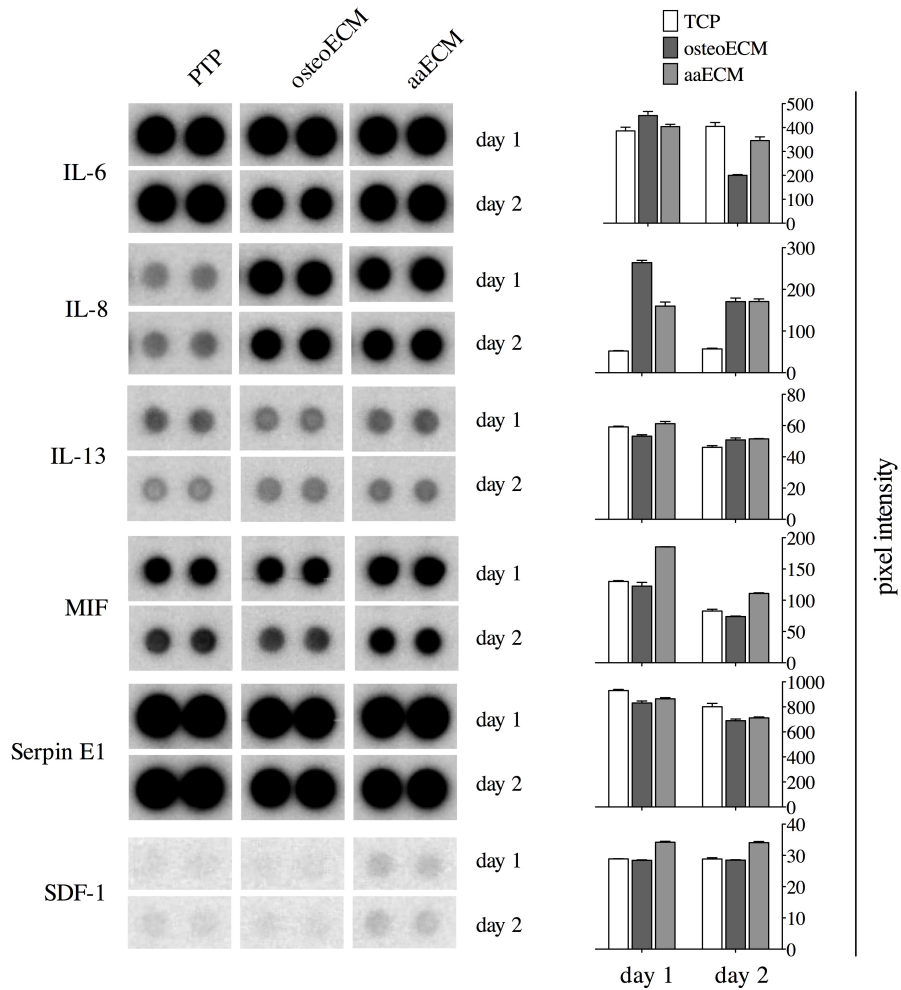 PTP
osteoECM
aaECM
TCP
osteoECM
aaECM
IL-6
day 1
day 2
500
400
300
200
100
0
IL-8
day 1
day 2
300
200
100
0
IL-13
day 1
day 2
80
60
40
20
0
MIF
day 1
day 2
200
150
100
50
0
Serpin E1
day 1
day 2
1000
800
600
400
200
0
SDF-1
day 1
day 2
40
30
20
10
0
day 1
day 2
pixel intensity